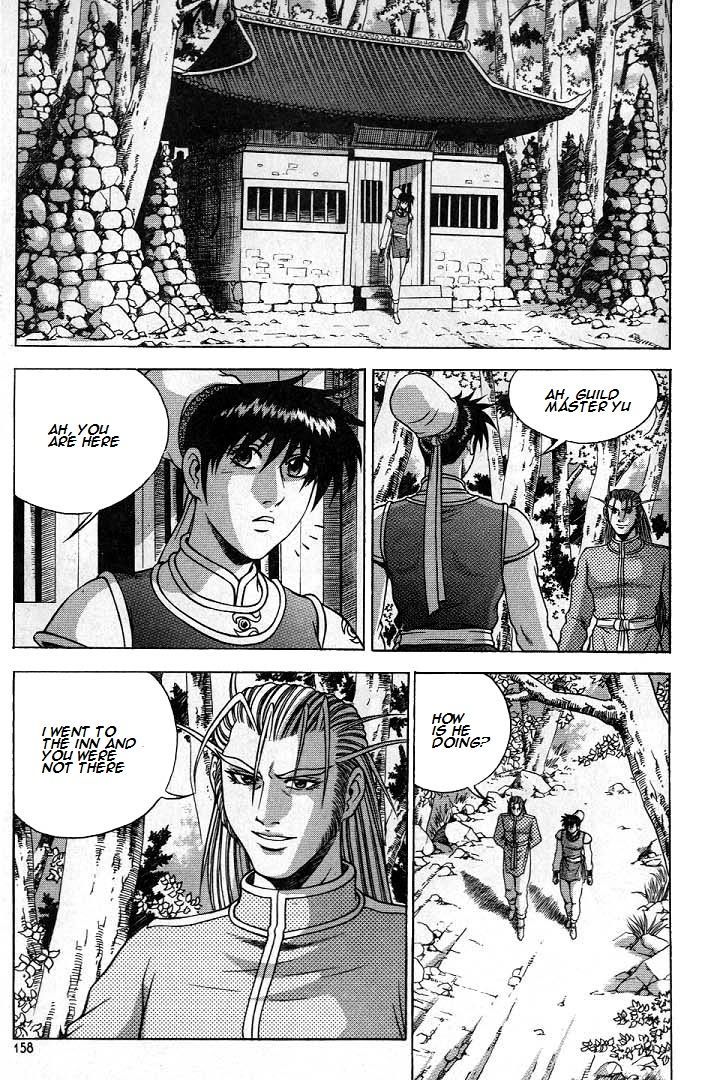 AH, YOU
ARE HERE
AH, GUILD
MASTER YU
I WENT TO
THE INN AND
YOU WERE
NOT THERE
HOW
IS HE
DOING?
158